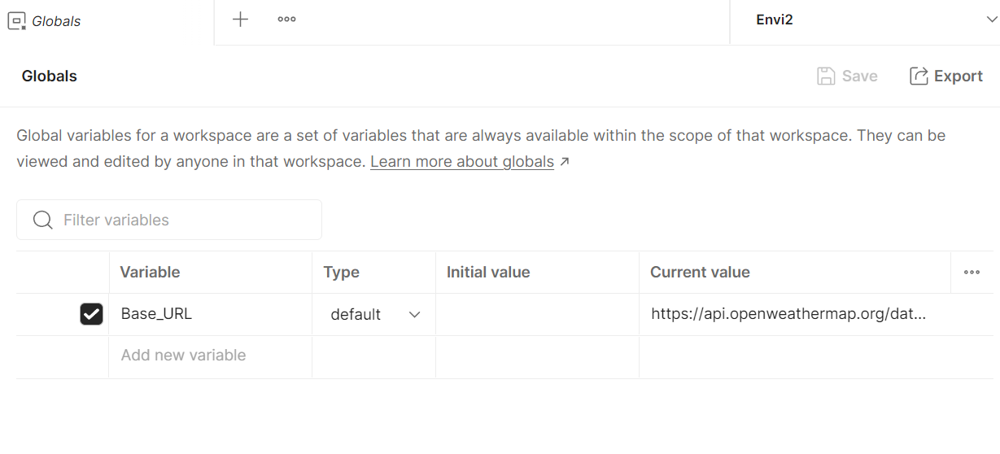 Globals
Envi2
Globals
Save
Export
Global variables for a workspace are a set of variables that are always available within the scope of that workspace. They can be
viewed and edited by anyone in that workspace. Learn more about globals ↗
Filter variables
Variable Type Initial value Current value
Base_URL default https://api.openweathermap.org/dat...
Add new variable